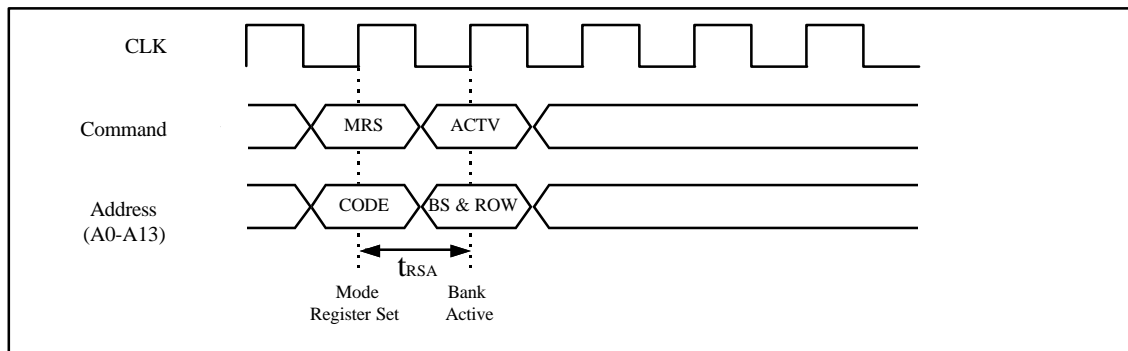 CLK
Command
MRS
ACTV
Address
(A0-A13)
CODE
BS & ROW
tRSA
Mode
Register Set
Bank
Active